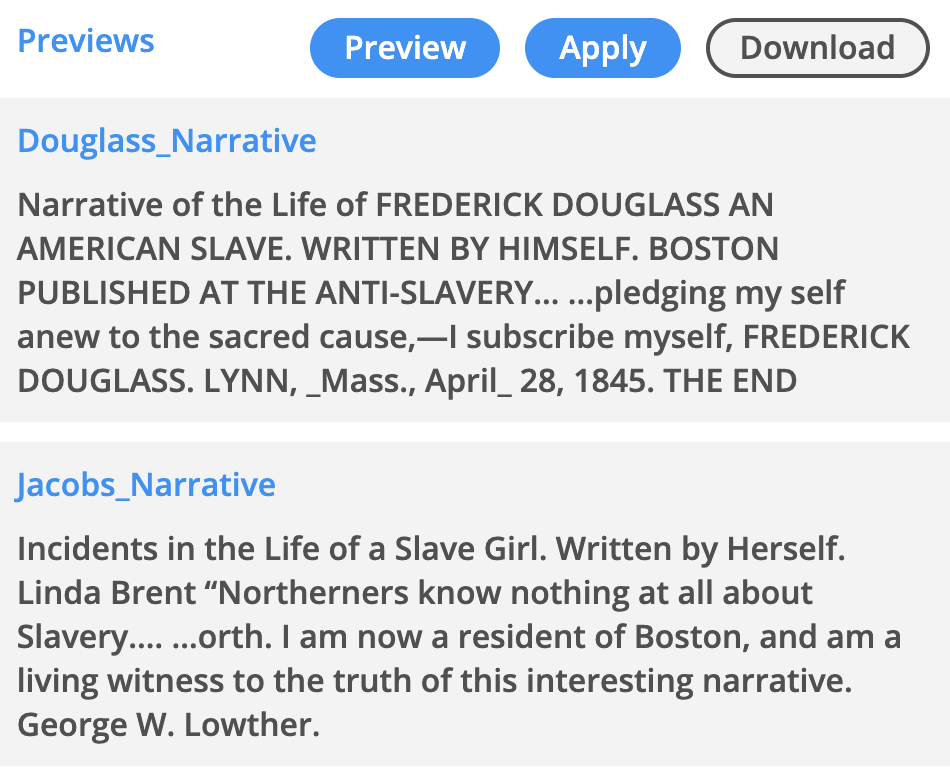 Previews
Preview
Apply
Download
Douglass_Narrative
Narrative of the Life of FREDERICK DOUGLASS AN
AMERICAN SLAVE. WRITTEN BY HIMSELF. BOSTON
PUBLISHED AT THE ANTI-SLAVERY... ...pledging my self
anew to the sacred cause,—I subscribe myself, FREDERICK
DOUGLASS. LYNN, _Mass., April_ 28, 1845. THE END
Jacobs_Narrative
Incidents in the Life of a Slave Girl. Written by Herself.
Linda Brent “Northerners know nothing at all about
Slavery.... ...orth. I am now a resident of Boston, and am a
living witness to the truth of this interesting narrative.
George W. Lowther.